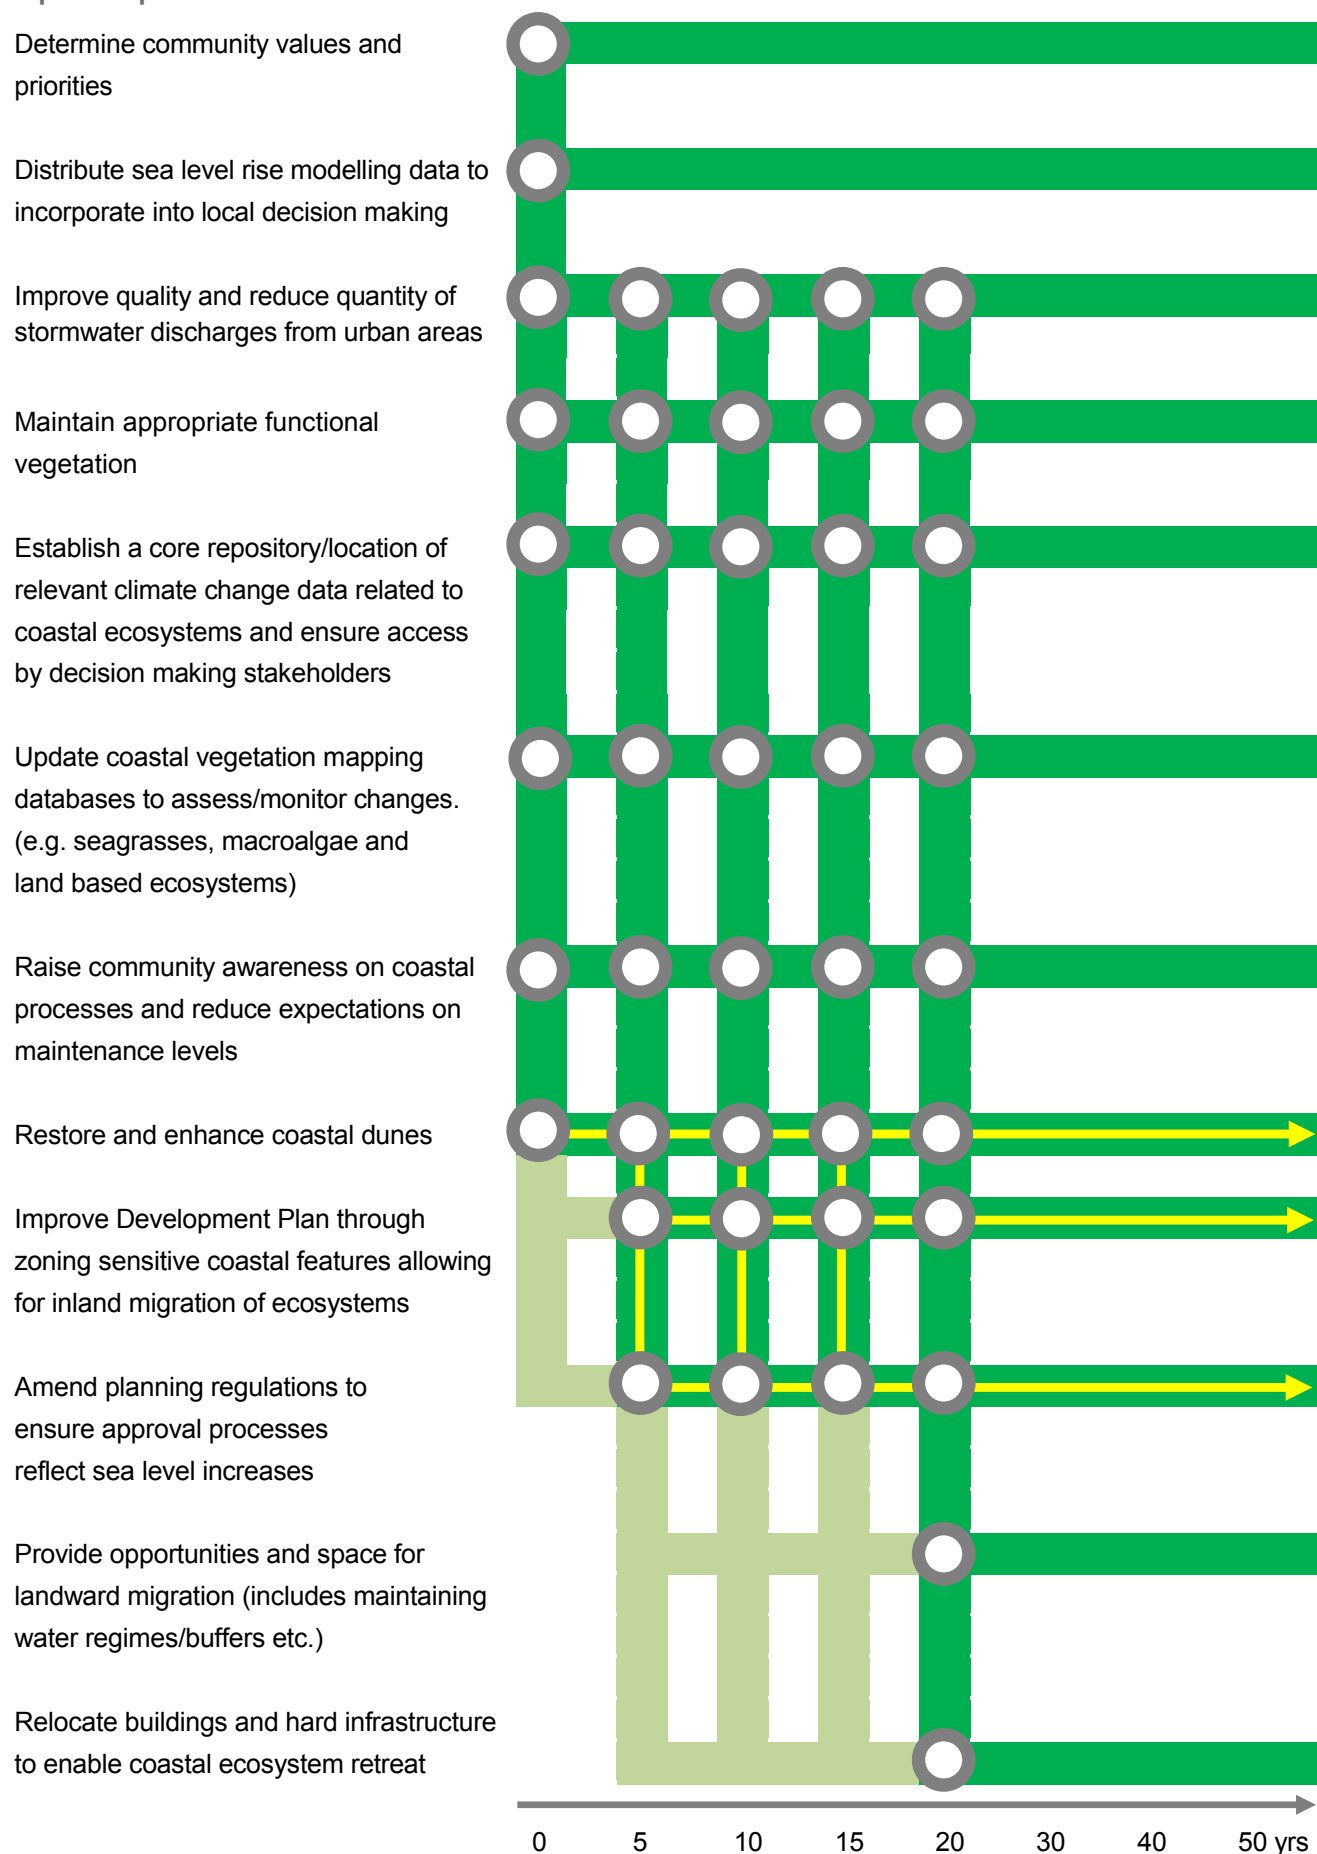 Determine community values and
priorities
Distribute sea level rise modelling data to
incorporate into local decision making
Improve quality and reduce quantity of
stormwater discharges from urban areas
Maintain appropriate functional
vegetation
Establish a core repository/location of
relevant climate change data related to
coastal ecosystems and ensure access
by decision making stakeholders
Update coastal vegetation mapping
databases to assess/monitor changes.
(e.g. seagrasses, macroalgae and
land based ecosystems)
Raise community awareness on coastal
processes and reduce expectations on
maintenance levels
Restore and enhance coastal dunes
Improve Development Plan through
zoning sensitive coastal features allowing
for inland migration of ecosystems
Amend planning regulations to
ensure approval processes
reflect sea level increases
Provide opportunities and space for
landward migration (includes maintaining
water regimes/buffers etc.)
Relocate buildings and hard infrastructure
to enable coastal ecosystem retreat
0 5 10 15 20 30 40 50 yrs